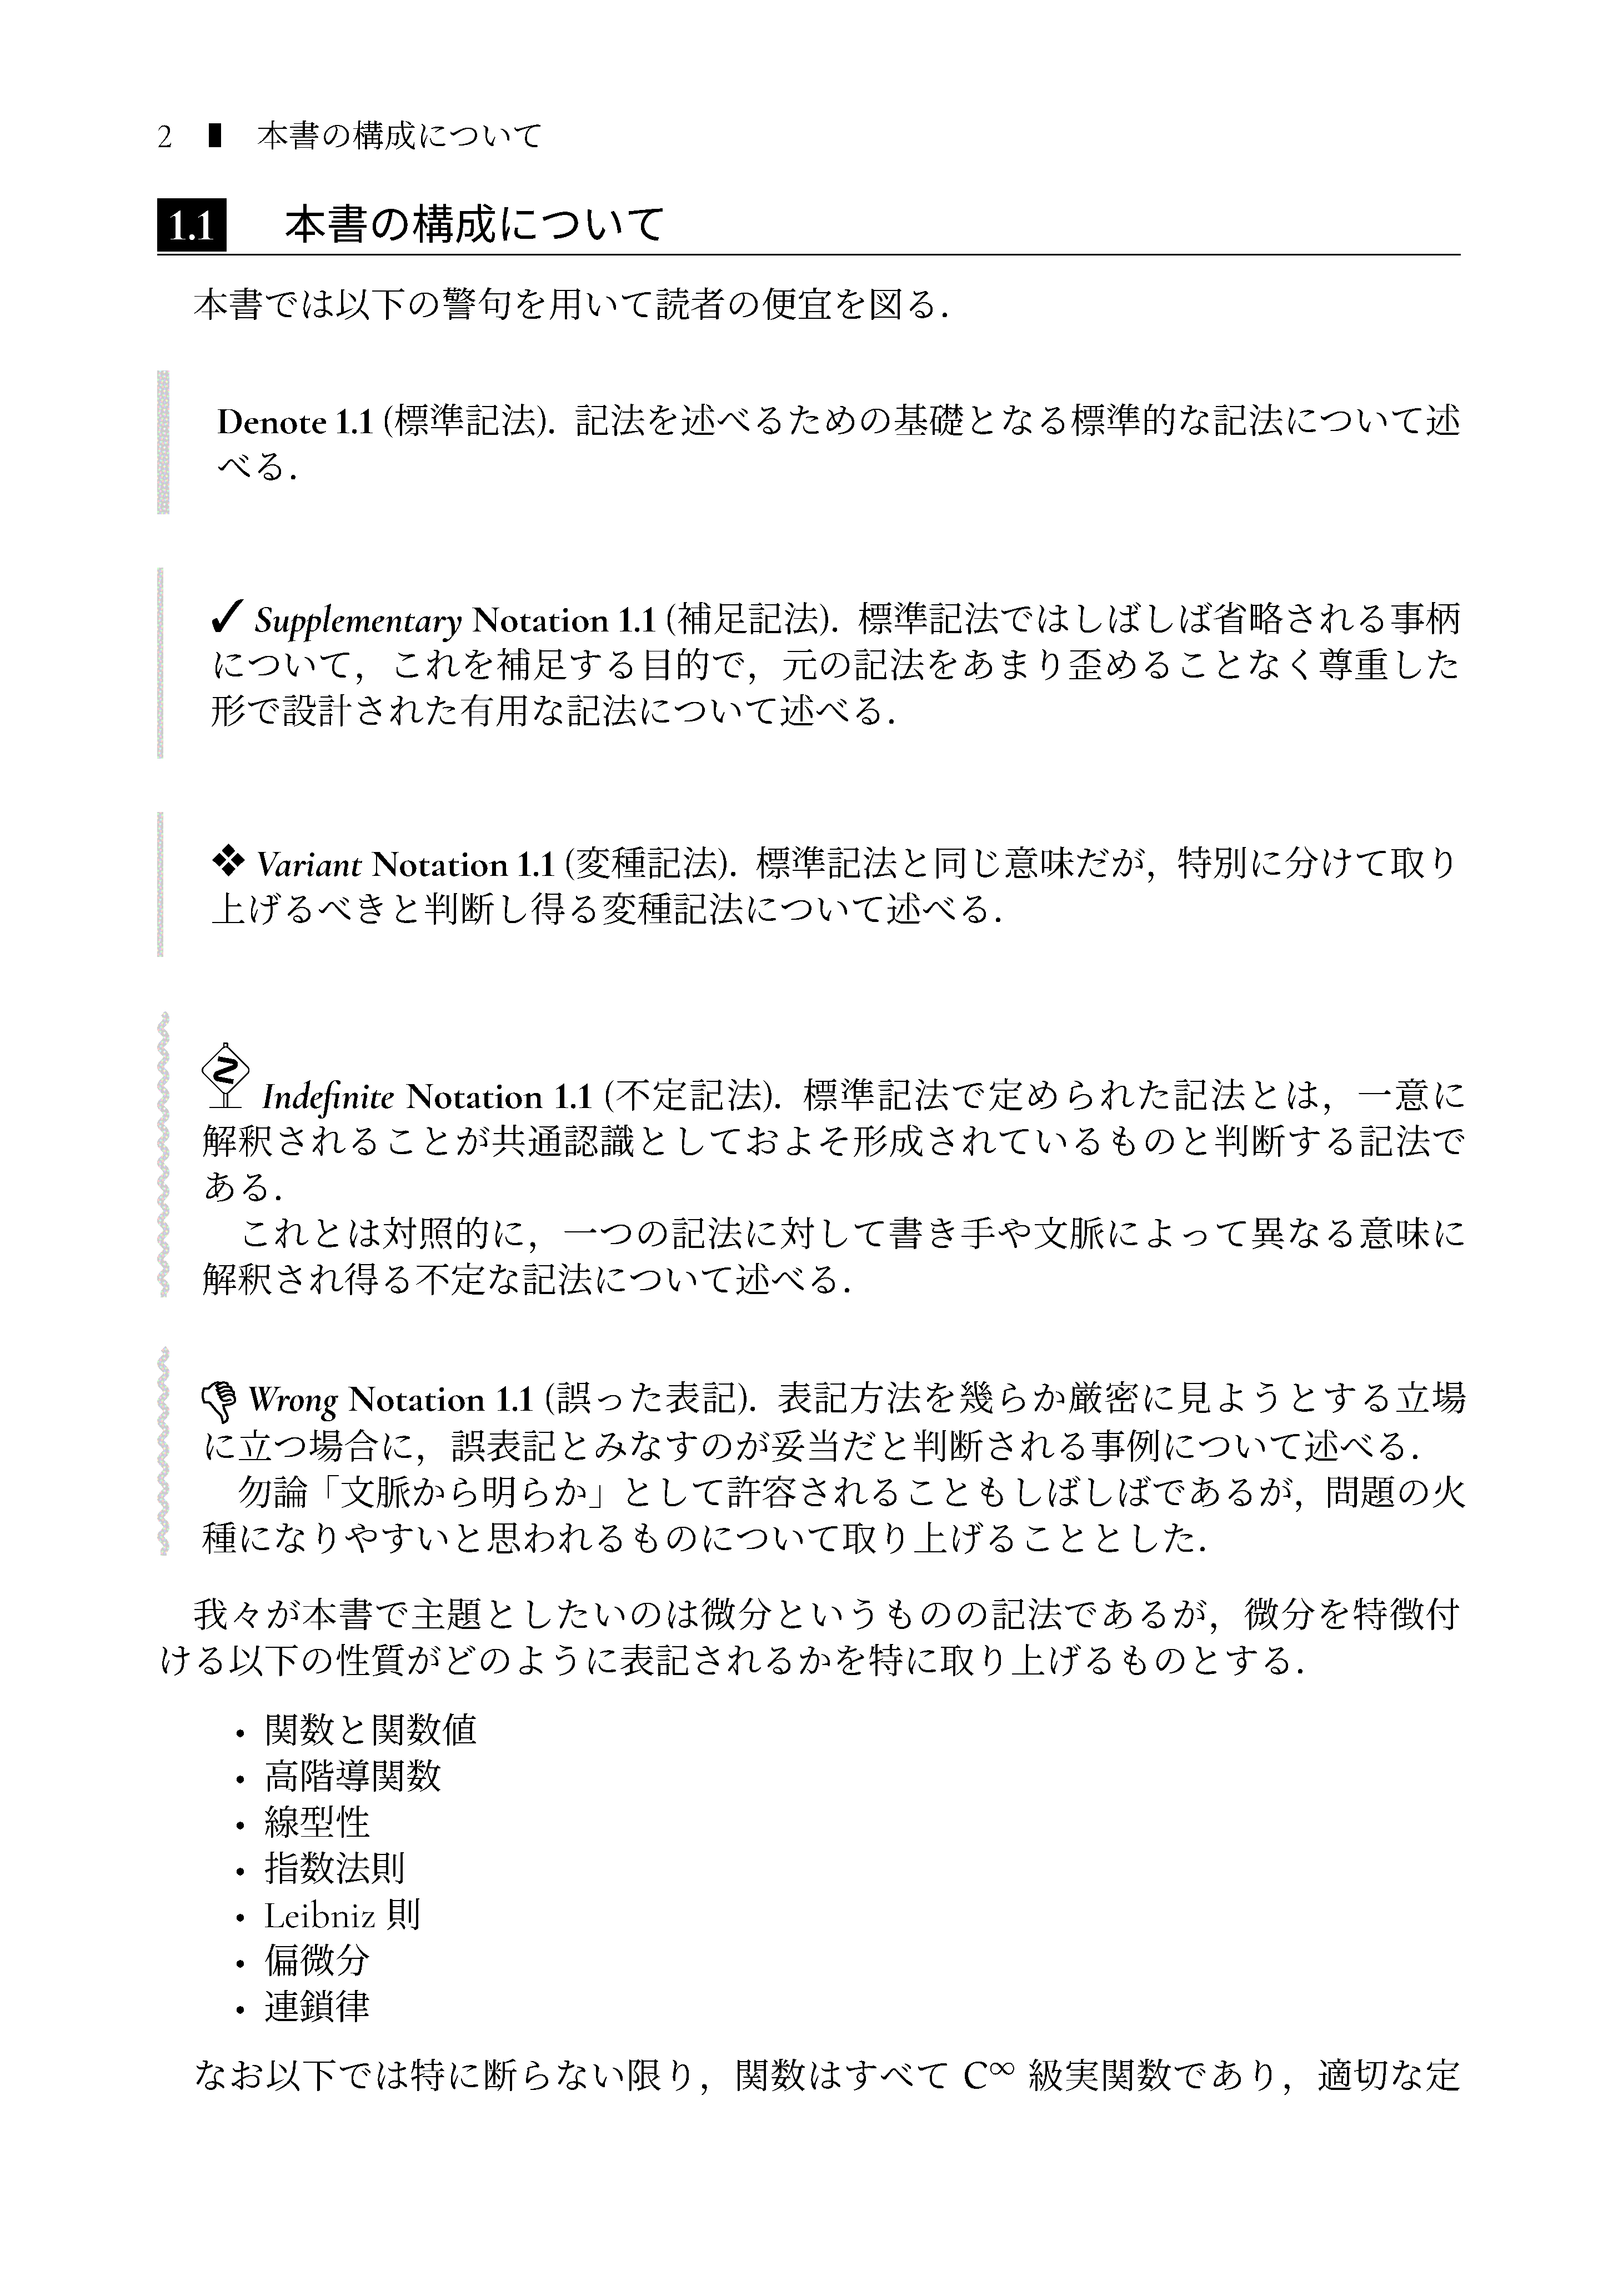 2 ▮ 本書の構成について
1.1 本書の構成について
本書では以下の警句を用いて読者の便宜を図る．
Denote 1.1 (標準記法). 記法を述べるための基礎となる標準的な記法について述
べる．
✓ Supplementary Notation 1.1 (補足記法). 標準記法ではしばしば省略される事柄
について，これを補足する目的で，元の記法をあまり歪めることなく尊重した
形で設計された有用な記法について述べる．
❖ Variant Notation 1.1 (変種記法). 標準記法と同じ意味だが，特別に分けて取り
上げるべきと判断し得る変種記法について述べる．
Indefinite Notation 1.1 (不定記法). 標準記法で定められた記法とは，一意に
解釈されることが共通認識としておよそ形成されているものと判断する記法で
ある．
これとは対照的に，一つの記法に対して書き手や文脈によって異なる意味に
解釈され得る不定な記法について述べる．
Wrong Notation 1.1 (誤った表記). 表記方法を幾らか厳密に見ようとする立場
に立つ場合に，誤表記とみなすのが妥当だと判断される事例について述べる．
勿論「文脈から明らか」として許容されることもしばしばであるが，問題の火
種になりやすいと思われるものについて取り上げることとした．
我々が本書で主題としたいのは微分というものの記法であるが，微分を特徴付
ける以下の性質がどのように表記されるかを特に取り上げるものとする．
• 関数と関数値
• 高階導関数
• 線型性
• 指数法則
• Leibniz 則
• 偏微分
• 連鎖律
なお以下では特に断らない限り，関数はすべて C∞ 級実関数であり，適切な定